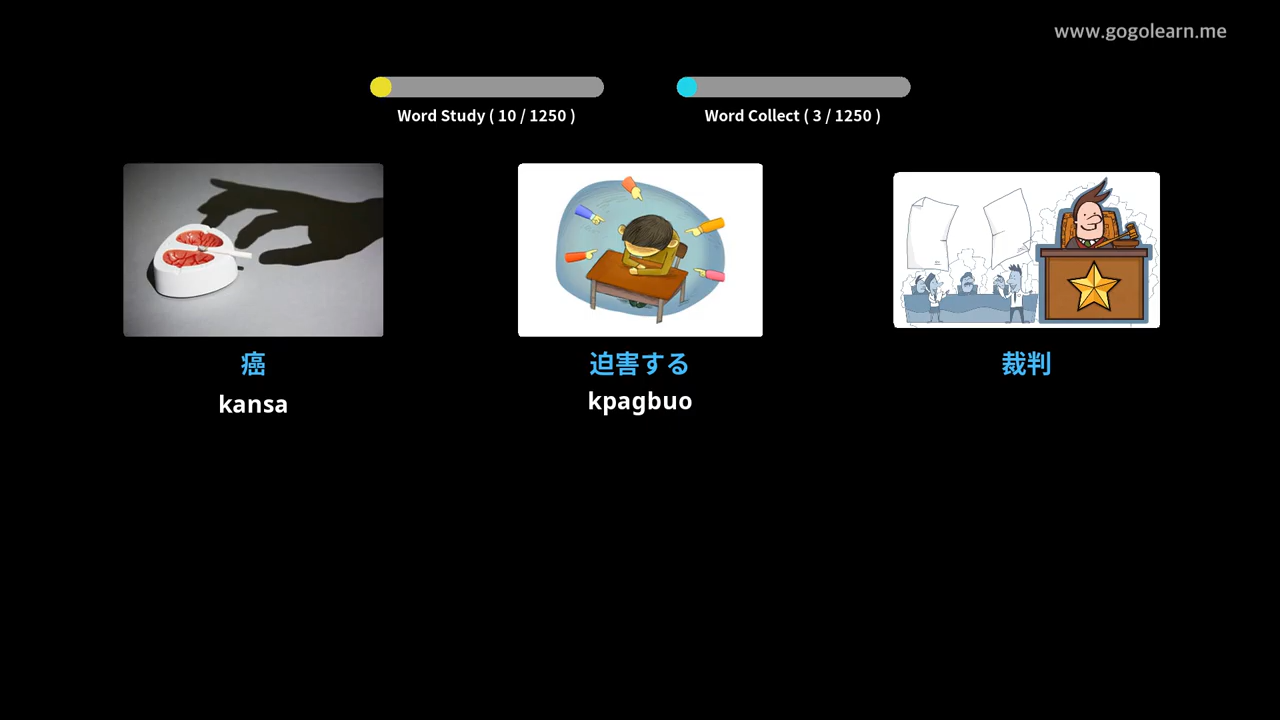 www.gogolearn.me
Word Study ( 10 / 1250 )
Word Collect ( 3 / 1250 )
癌
迫害する
裁判
kansa
kpagbuo